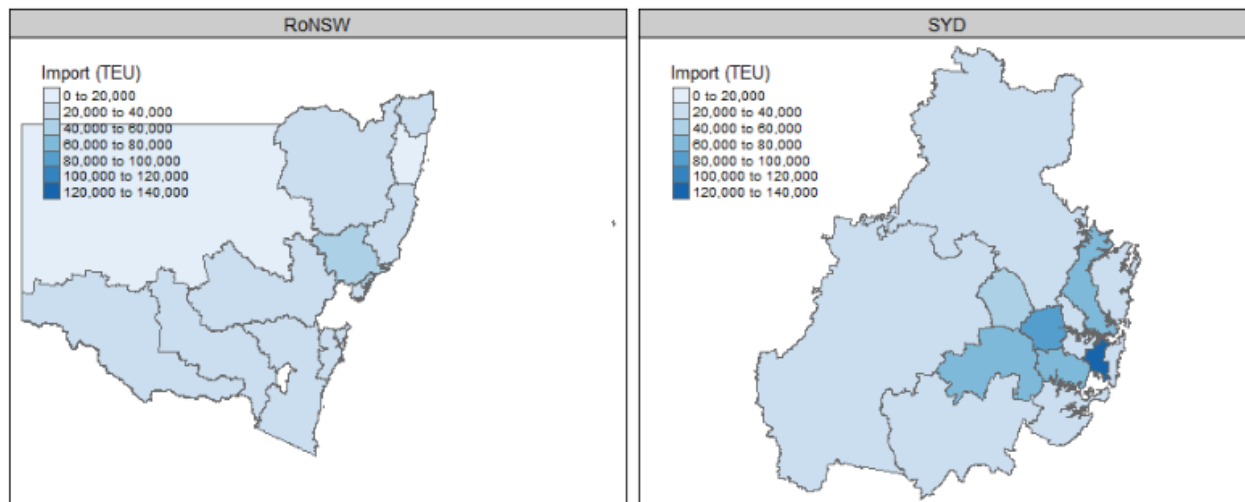 RoNSW
Import (TEU)
0 to 20,000
20,000 to 40,000
40,000 to 60,000
60,000 to 80,000
80,000 to 100,000
100,000 to 120,000
120,000 to 140,000
SYD
Import (TEU)
0 to 20,000
20,000 to 40,000
40,000 to 60,000
60,000 to 80,000
80,000 to 100,000
100,000 to 120,000
120,000 to 140,000